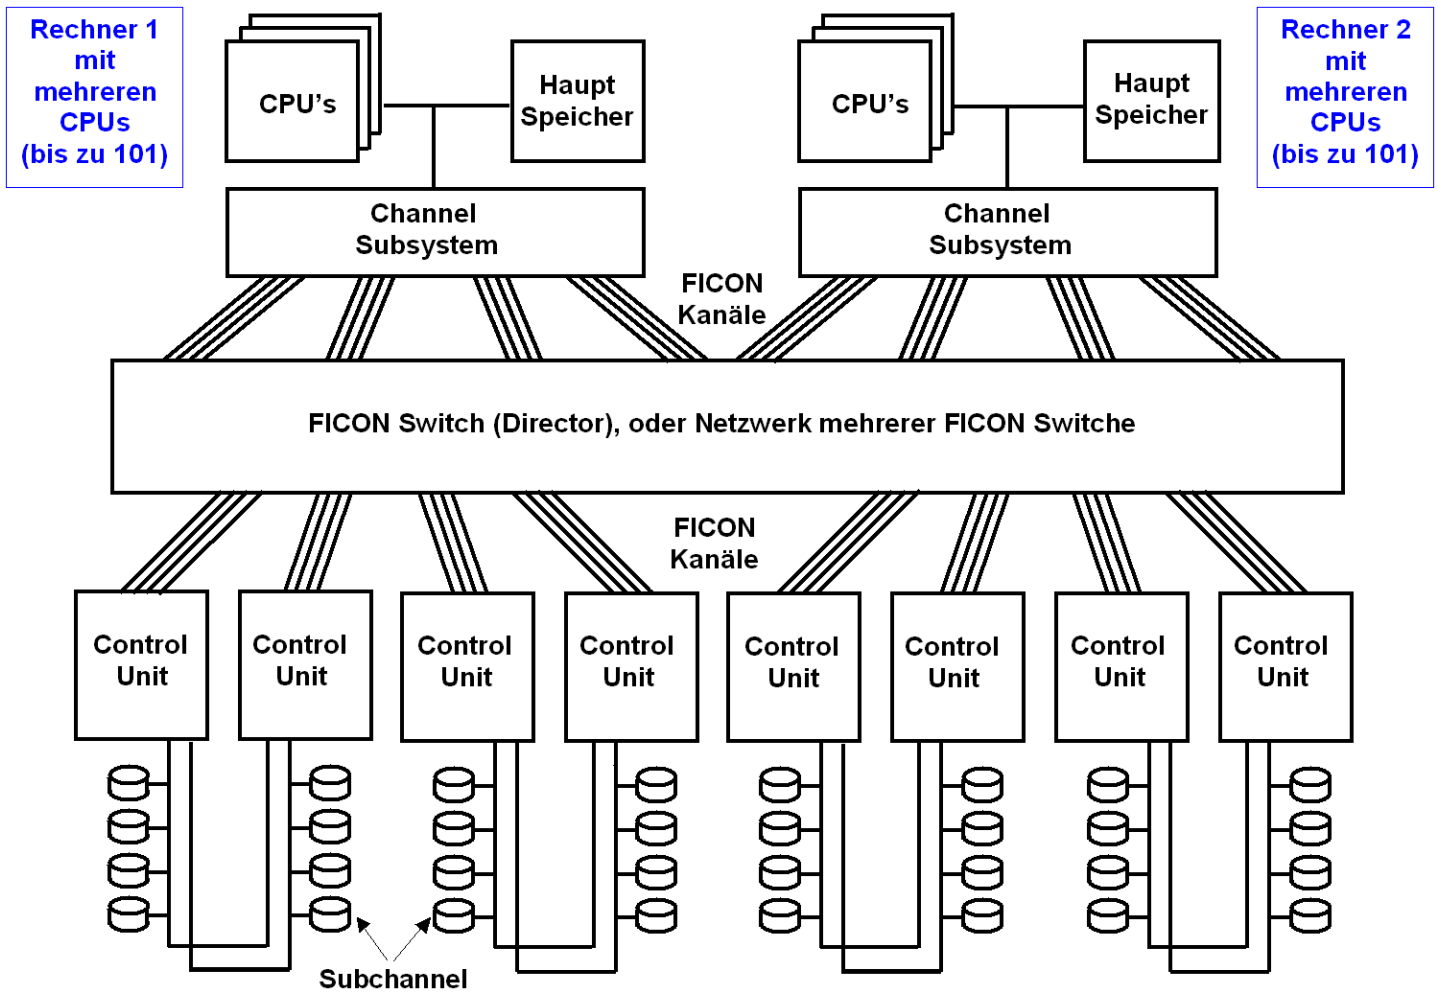 Rechner 1
mit
mehreren
CPUs
(bis zu 101)
CPU's
Haupt
Speicher
CPU's
Haupt
Speicher
Rechner 2
mit
mehreren
CPUs
(bis zu 101)
Channel
Subsystem
Channel
Subsystem
FICON
Kanäle
FICON Switch (Director), oder Netzwerk mehrerer FICON Switche
FICON
Kanäle
Control
Unit
Control
Unit
Control
Unit
Control
Unit
Control
Unit
Control
Unit
Control
Unit
Control
Unit
Subchannel